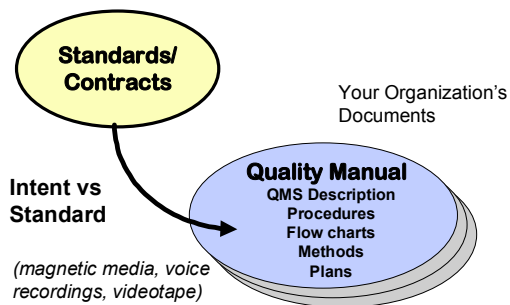 Standards/
Contracts
Your Organization’s
Documents
Quality Manual
QMS Description
Procedures
Flow charts
Methods
Plans
Intent vs
Standard
(magnetic media, voice
recordings, videotape)